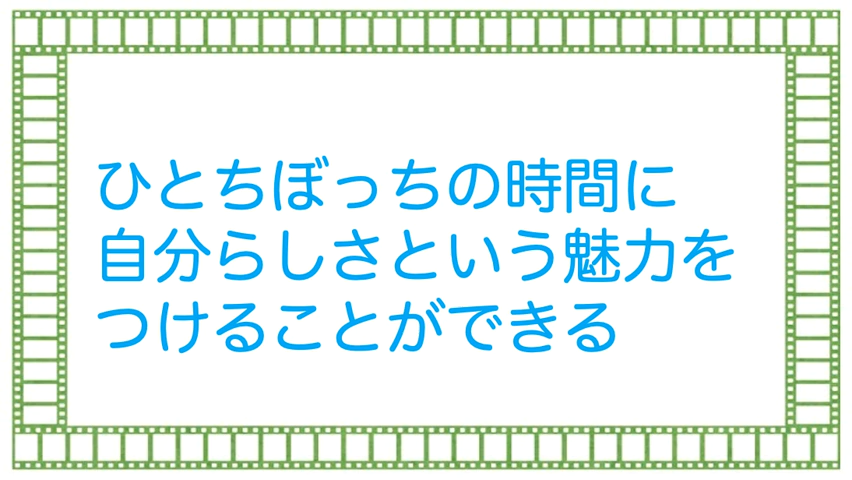 ひとちぼっちの時間に
自分らしさという魅力を
つけることができる